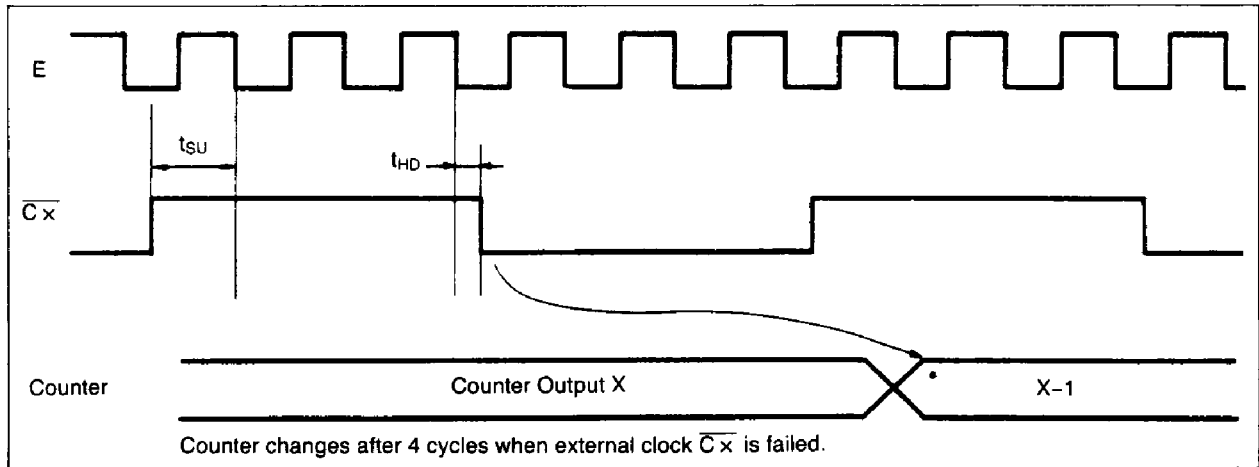 E
tSU
tHD
Cx
Counter
Counter Output X
X–1
Counter changes after 4 cycles when external clock Cx is failed.